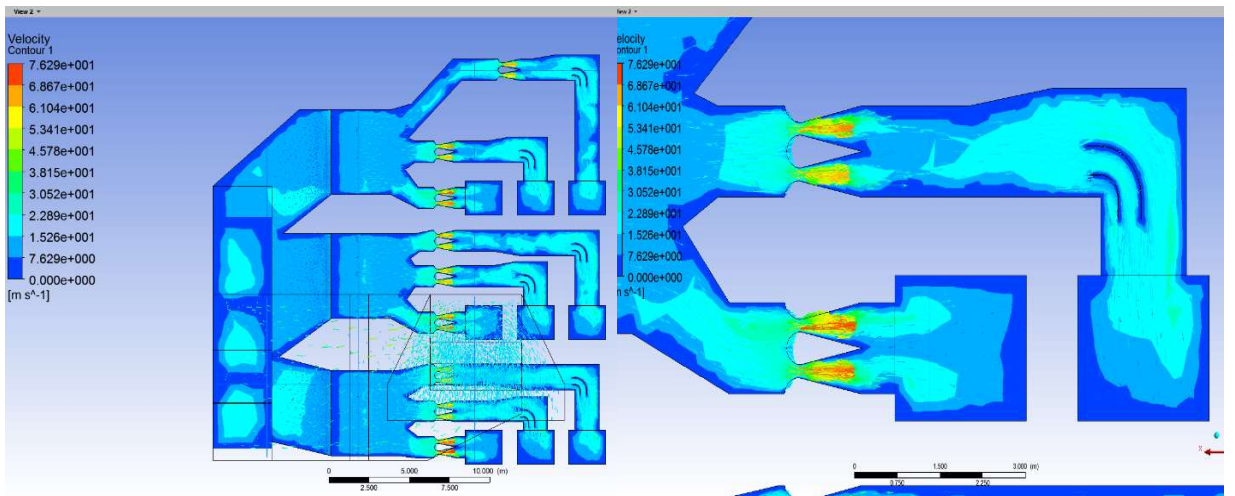 View 2
Velocity
Contour 1
7.629e+001
6.867e+001
6.104e+001
5.341e+001
4.578e+001
3.815e+001
3.052e+001
2.289e+001
1.526e+001
7.629e+000
0.000e+000
[m s^-1]
0 5.000 10.000 (m)
2.500 7.500
View 2
Velocity
ontour 1
7.629e+001
6.867e+001
6.104e+001
5.341e+001
4.578e+001
3.815e+001
3.052e+001
2.289e+001
1.526e+001
7.629e+000
0.000e+000
n s^-1]
0 1.500 3.000 (m)
0.750 2.250
X